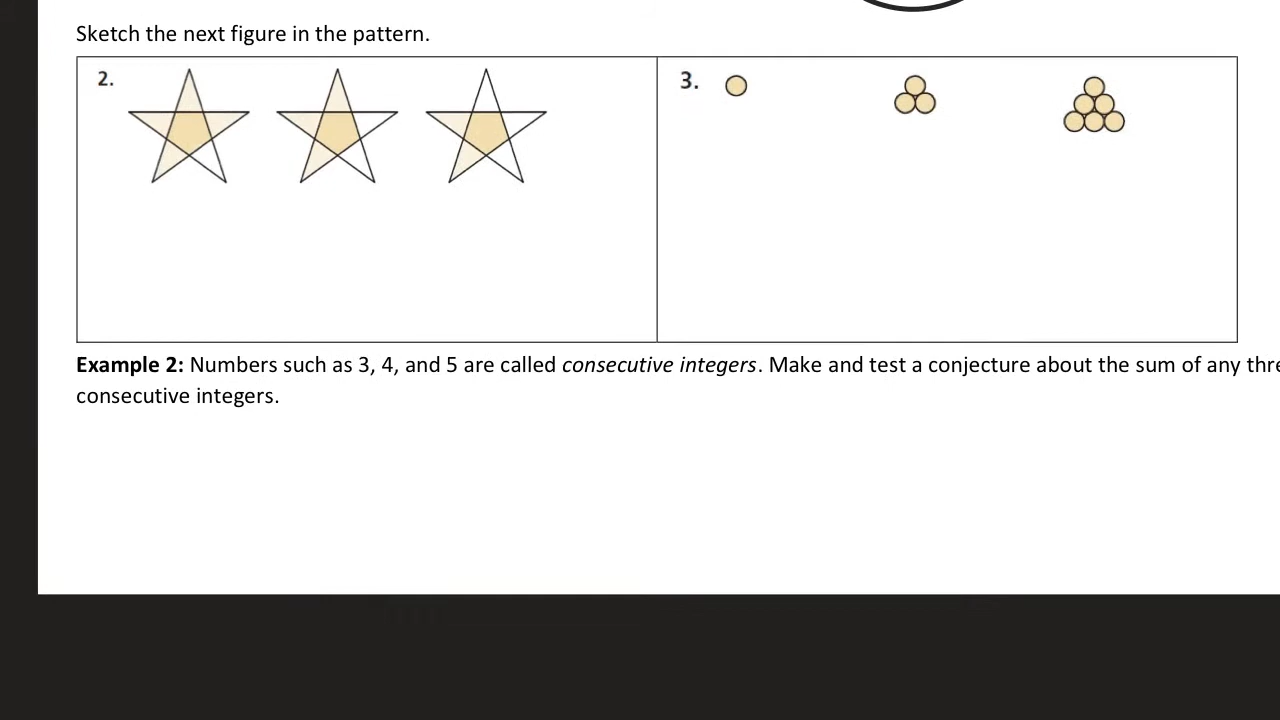 Sketch the next figure in the pattern.
2.
3.
Example 2: Numbers such as 3, 4, and 5 are called consecutive integers. Make and test a conjecture about the sum of any thre
consecutive integers.